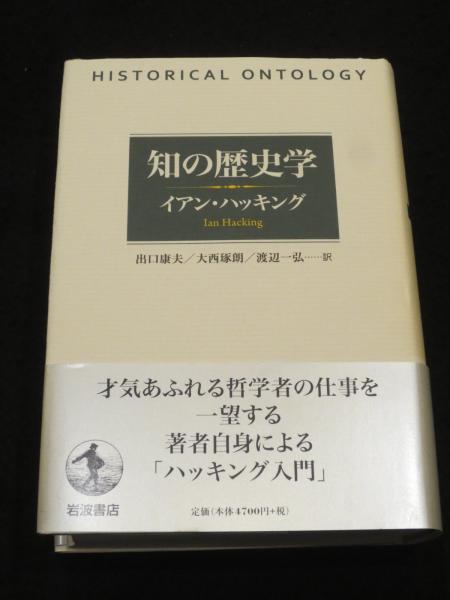 HISTORICAL ONTOLOGY
知の歴史学
イアン・ハッキング
Ian Hacking
出口康夫／大西琢朗／渡辺一弘……訳
才気あふれる哲学者の仕事を
一望する
著者自身による
「ハッキング入門」
岩波書店
定価（本体4700円+税）